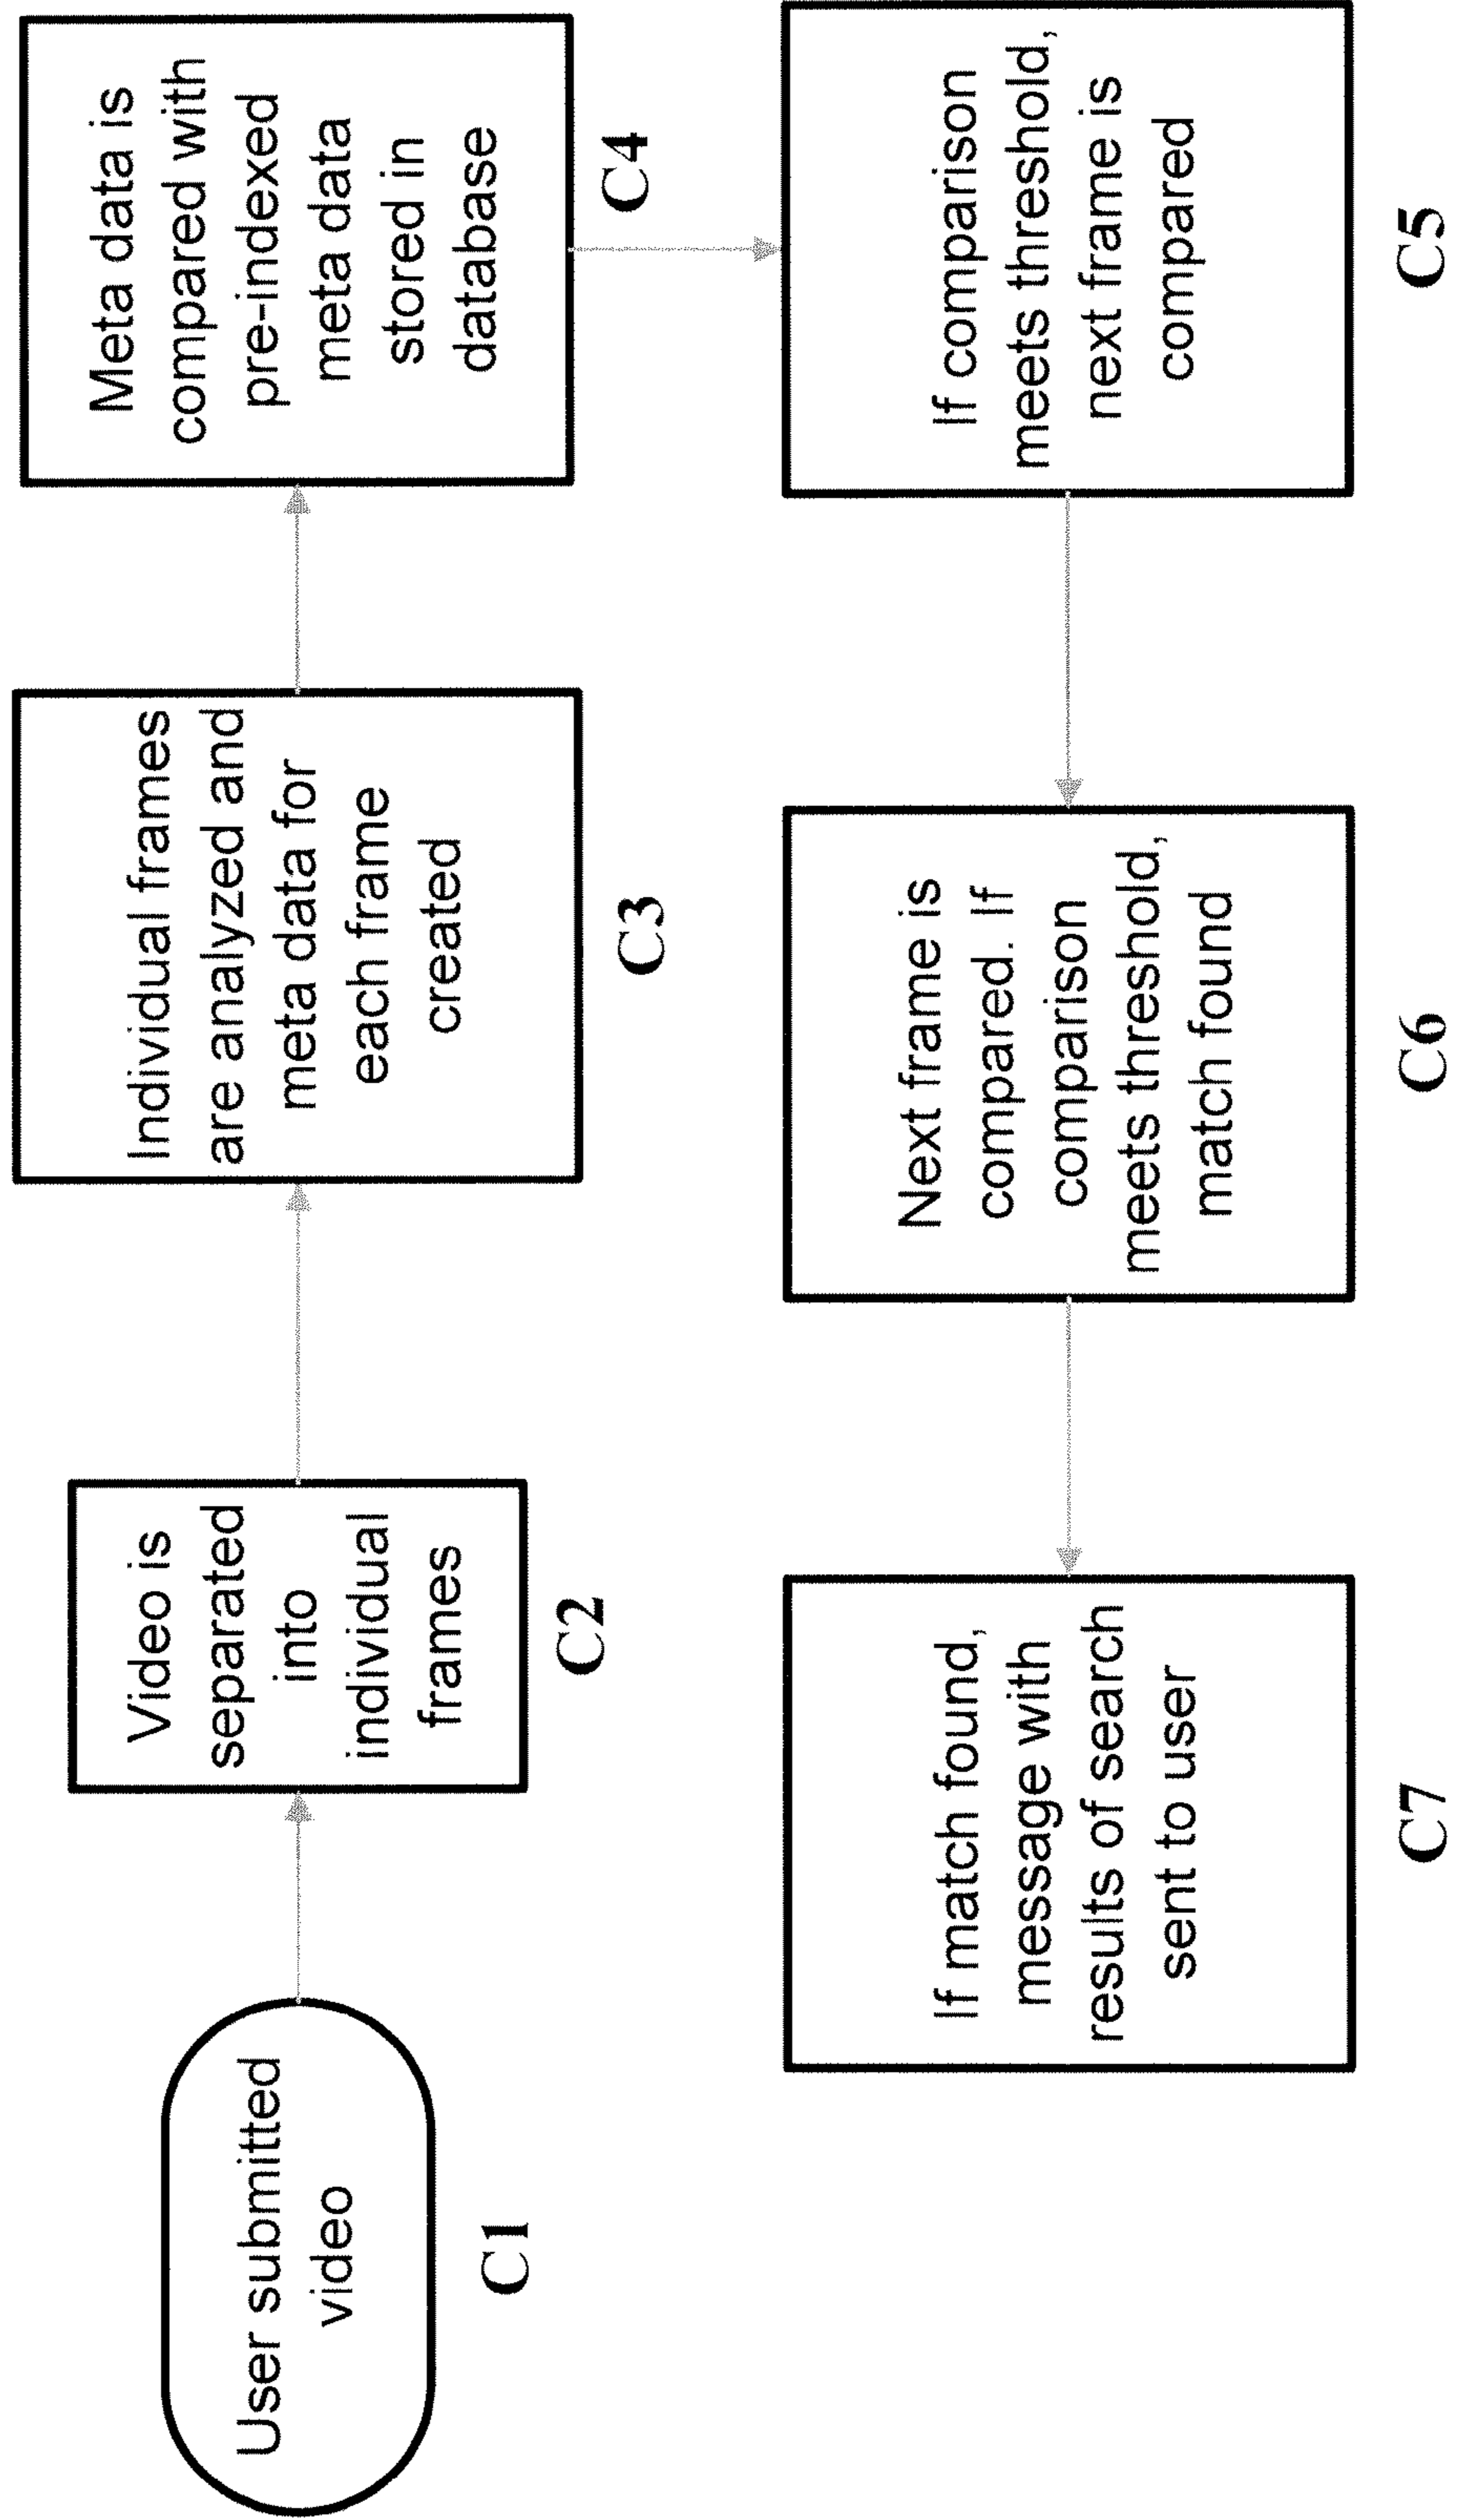 User submitted
video
C1
Video is
separated
into
individual
frames
C2
Individual frames
are analyzed and
meta data for
each frame
created
C3
Meta data is
compared with
pre-indexed
meta data
stored in
database
C4
If comparison
meets threshold,
next frame is
compared
C5
Next frame is
compared. If
comparison
meets threshold,
match found
C6
If match found,
message with
results of search
sent to user
C7